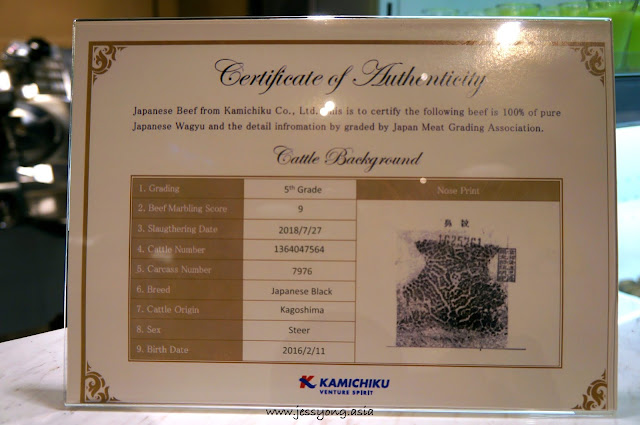 Certificate of Authenticity
Japanese Beef from Kamichiku Co., Ltd. This is to certify the following beef is 100% of pure
Japanese Wagyu and the detail infromation by graded by Japan Meat Grading Association.
Cattle Background
1. Grading 5th Grade Nose Print
2. Beef Marbling Score 9
3. Slaugthering Date 2018/7/27
4. Cattle Number 1364047564
5. Carcass Number 7976
6. Breed Japanese Black
7. Cattle Origin Kagoshima
8. Sex Steer
9. Birth Date 2016/2/11
KAMICHIKU
VENTURE SPIRIT
www.jessyong.asia